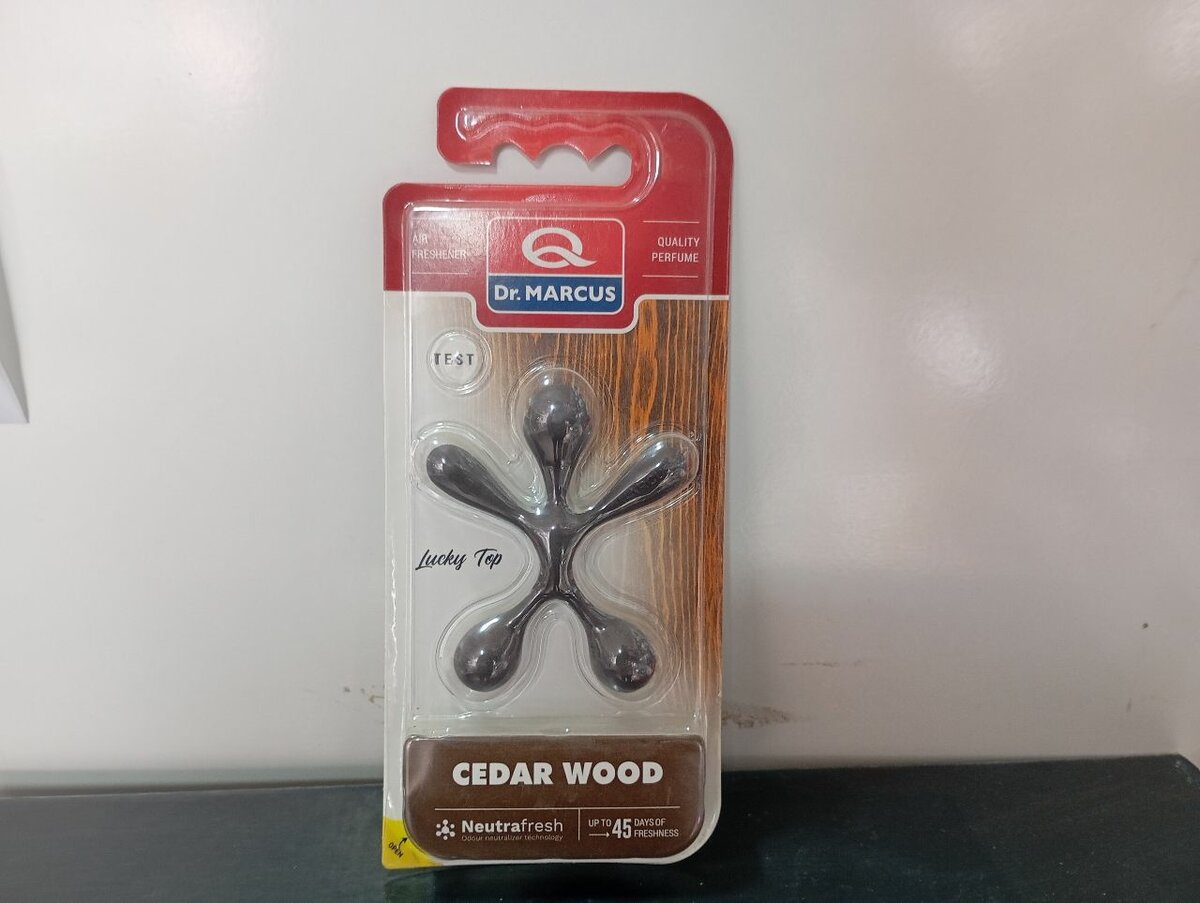 AIR
FRESHENER
QUALITY
PERFUME
Dr. MARCUS
TEST
Lucky Top
CEDAR WOOD
Neutrafresh
Odour neutralizer technology
UP TO 45 DAYS OF
FRESHNESS
OPEN